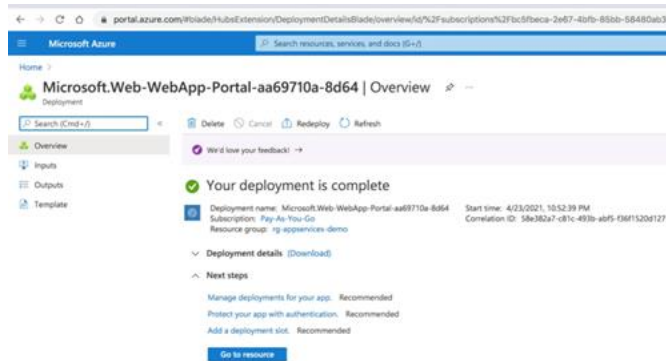 portal.azure.com/#blade/HubsExtension/DeploymentDetailsBlade/overview/id/%2Fsubscriptions%2Fbc5fbeca-2e67-4bfb-85bb-58480ab3
Microsoft Azure
Search resources, services, and docs (G+/)
Home >
Microsoft.Web-WebApp-Portal-aa69710a-8d64 | Overview
Deployment
Search (Cmd+/)
Delete Cancel Redeploy Refresh
Overview
We'd love your feedback! →
Inputs
Outputs
Template
Your deployment is complete
Deployment name: Microsoft.Web-WebApp-Portal-aa69710a-8d64 Start time: 4/23/2021, 10:52:39 PM
Subscription: Pay-As-You-Go Correlation ID: 58e382a7-c81c-493b-abf5-f36f1520d127
Resource group: rg-appservices-demo
Deployment details (Download)
Next steps
Manage deployments for your app. Recommended
Protect your app with authentication. Recommended
Add a deployment slot. Recommended
Go to resource